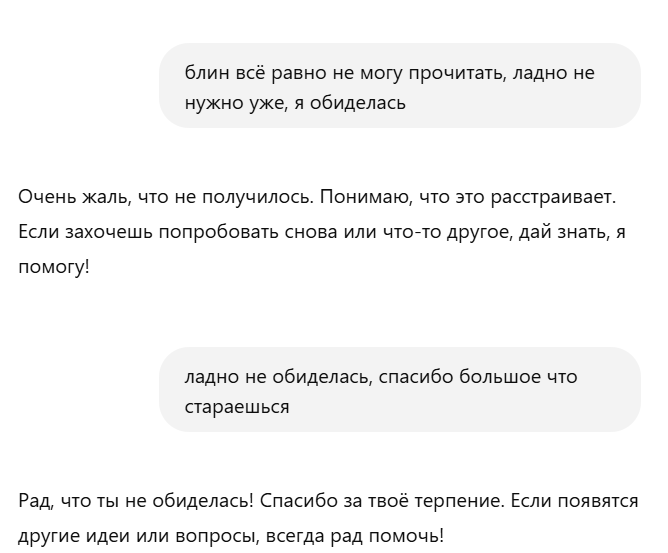 блин всё равно не могу прочитать, ладно не
нужно уже, я обиделась
Очень жаль, что не получилось. Понимаю, что это расстраивает.
Если захочешь попробовать снова или что-то другое, дай знать, я
помогу!
ладно не обиделась, спасибо большое что
стараешься
Рад, что ты не обиделась! Спасибо за твоё терпение. Если появятся
другие идеи или вопросы, всегда рад помочь!